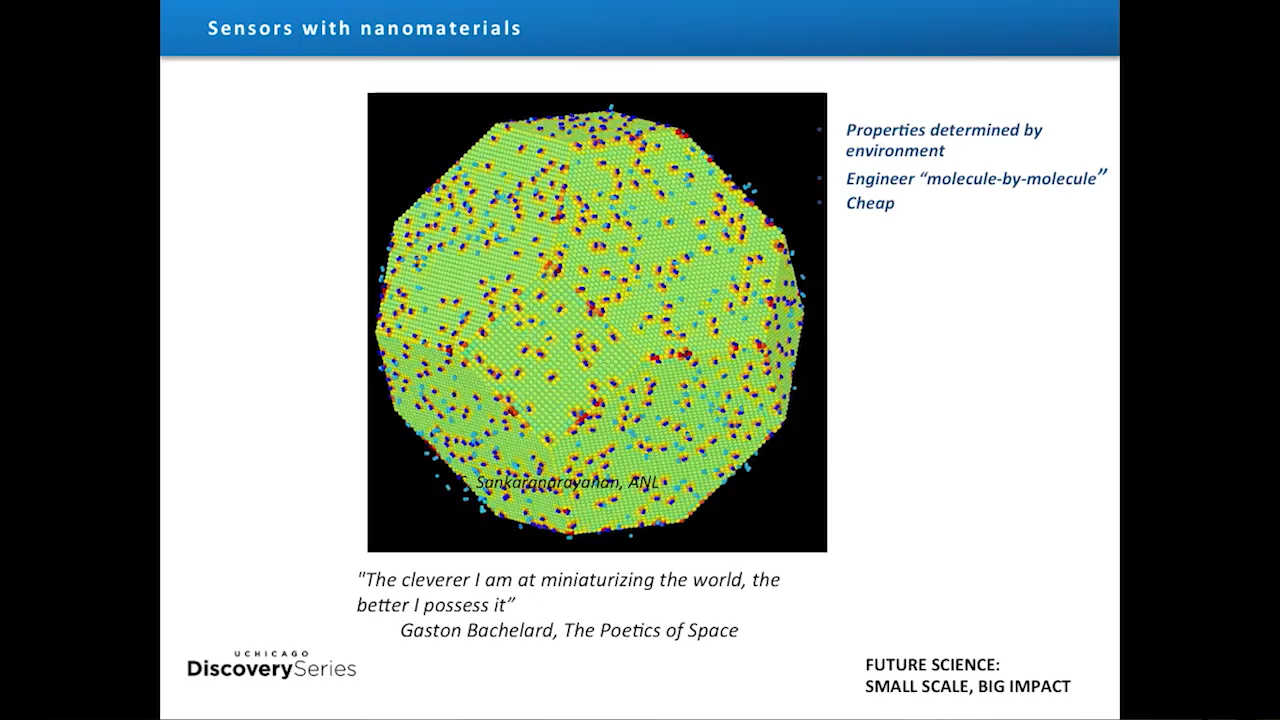 Sensors with nanomaterials
Properties determined by
environment
Engineer “molecule-by-molecule”
Cheap
Sankaranarayanan, ANL
"The cleverer I am at miniaturizing the world, the
better I possess it”
Gaston Bachelard, The Poetics of Space
UCHICAGO
DiscoverySeries
FUTURE SCIENCE:
SMALL SCALE, BIG IMPACT